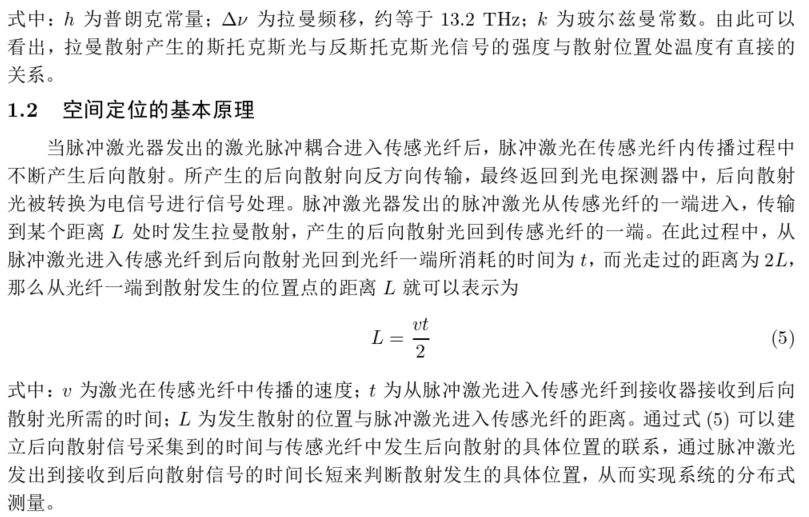 式中：h 为普朗克常量；Δν 为拉曼频移，约等于 13.2 THz；k 为玻尔兹曼常数。由此可以
看出，拉曼散射产生的斯托克斯光与反斯托克斯光信号的强度与散射位置处温度有直接的
关系。
1.2 空间定位的基本原理
当脉冲激光器发出的激光脉冲耦合进入传感光纤后，脉冲激光在传感光纤内传播过程中
不断产生后向散射。所产生的后向散射向反方向传输，最终返回到光电探测器中，后向散射
光被转换为电信号进行信号处理。脉冲激光器发出的脉冲激光从传感光纤的一端进入，传输
到某个距离 L 处时发生拉曼散射，产生的后向散射光回到传感光纤的一端。在此过程中，从
脉冲激光进入传感光纤到后向散射光回到光纤一端所消耗的时间为 t，而光走过的距离为 2L，
那么从光纤一端到散射发生的位置点的距离 L 就可以表示为
L = vt/2 (5)
式中：v 为激光在传感光纤中传播的速度；t 为从脉冲激光进入传感光纤到接收器接收到后向
散射光所需的时间；L 为发生散射的位置与脉冲激光进入传感光纤的距离。通过式 (5) 可以建
立后向散射信号采集到的时间与传感光纤中发生后向散射的具体位置的联系，通过脉冲激光
发出到接收到后向散射信号的时间长短来判断散射发生的具体位置，从而实现系统的分布式
测量。